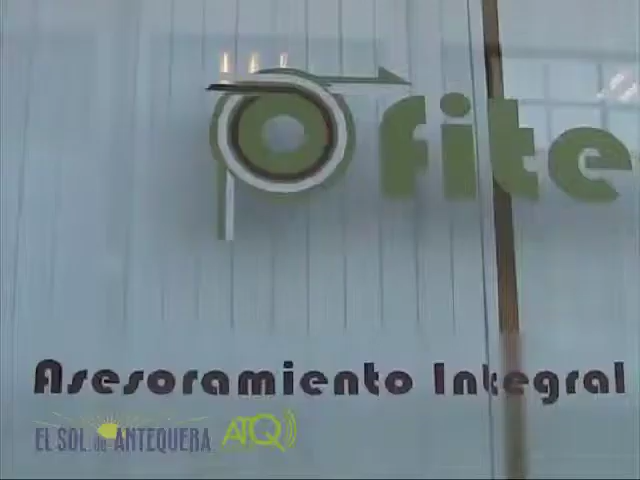 Ofite
Asesoramiento Integral
EL SOL de ANTEQUERA ATQ